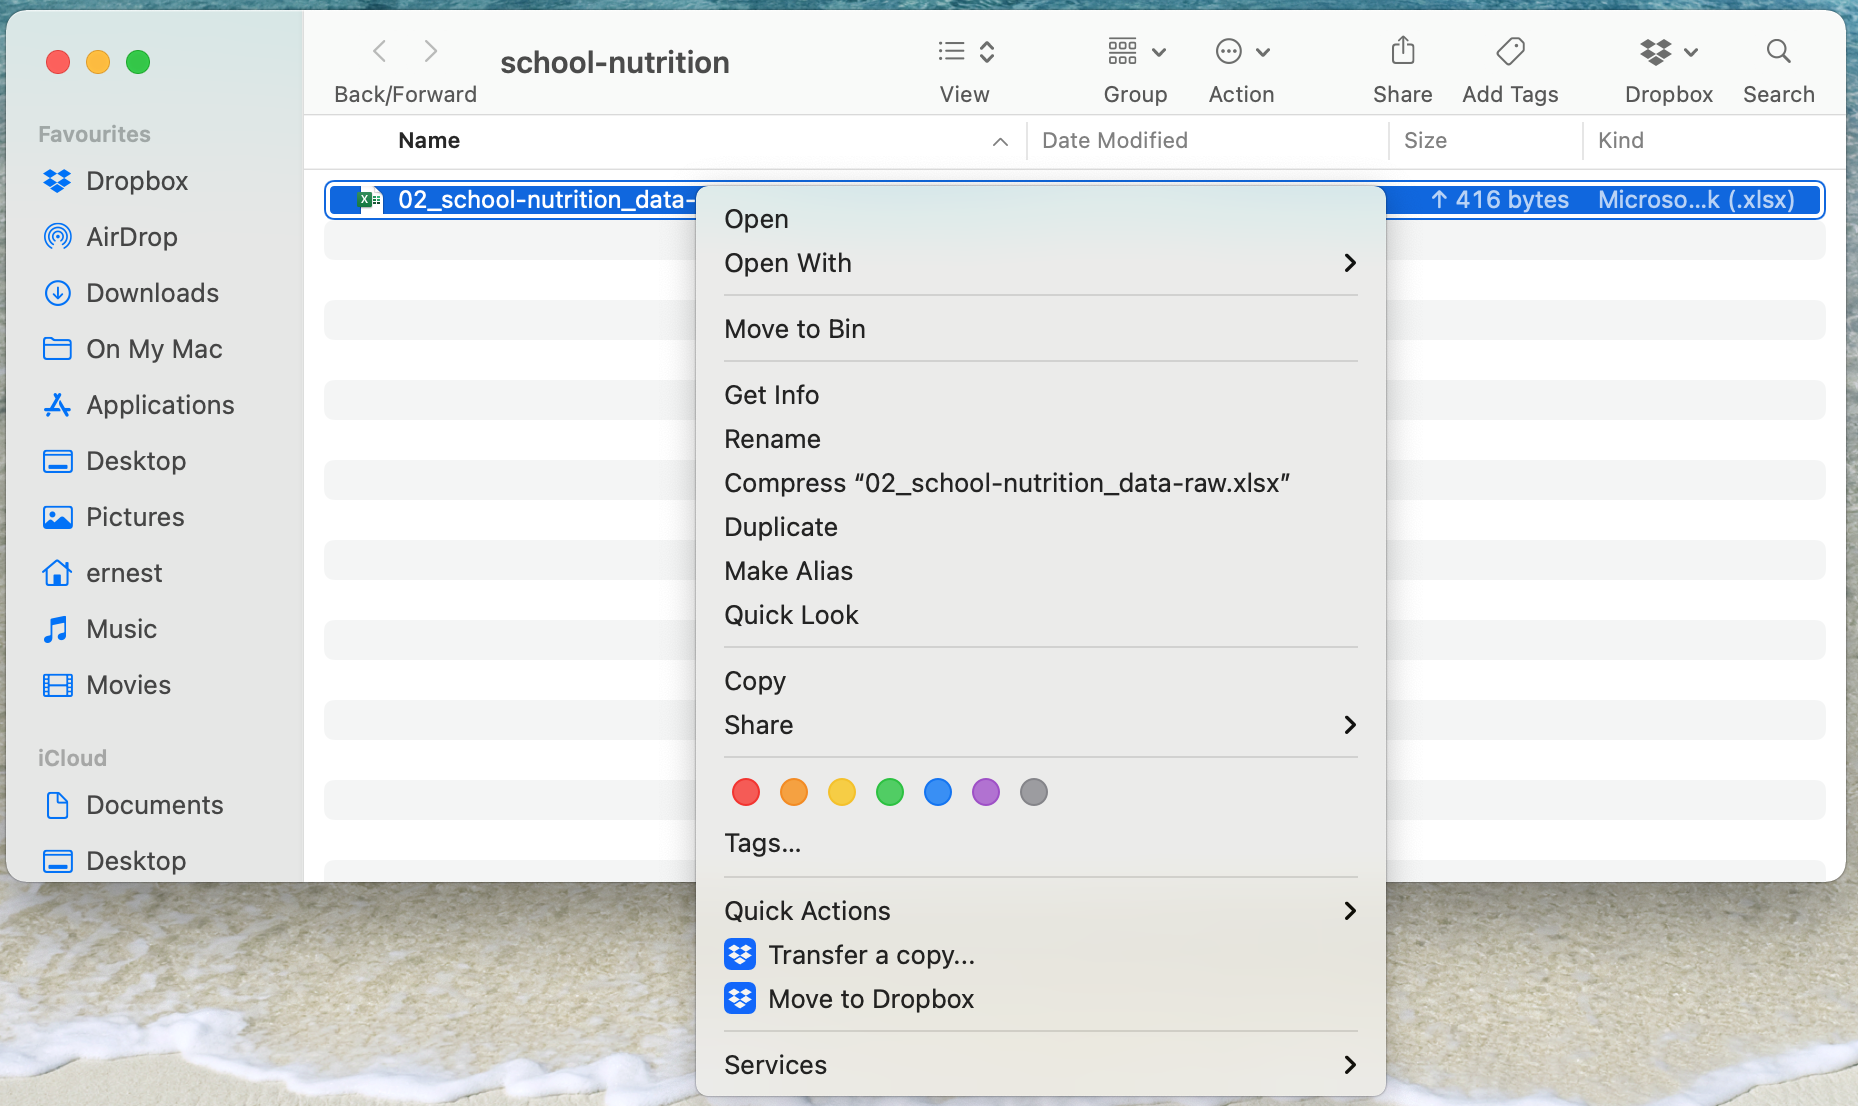 school-nutrition
Back/Forward
View
Group
Action
Share
Add Tags
Dropbox
Search
Name
Date Modified
Size
Kind
02_school-nutrition_data-
↑ 416 bytes
Microso...k (.xlsx)
Favourites
Dropbox
AirDrop
Downloads
On My Mac
Applications
Desktop
Pictures
ernest
Music
Movies
iCloud
Documents
Desktop
Open
Open With
Move to Bin
Get Info
Rename
Compress “02_school-nutrition_data-raw.xlsx”
Duplicate
Make Alias
Quick Look
Copy
Share
Tags...
Quick Actions
Transfer a copy...
Move to Dropbox
Services